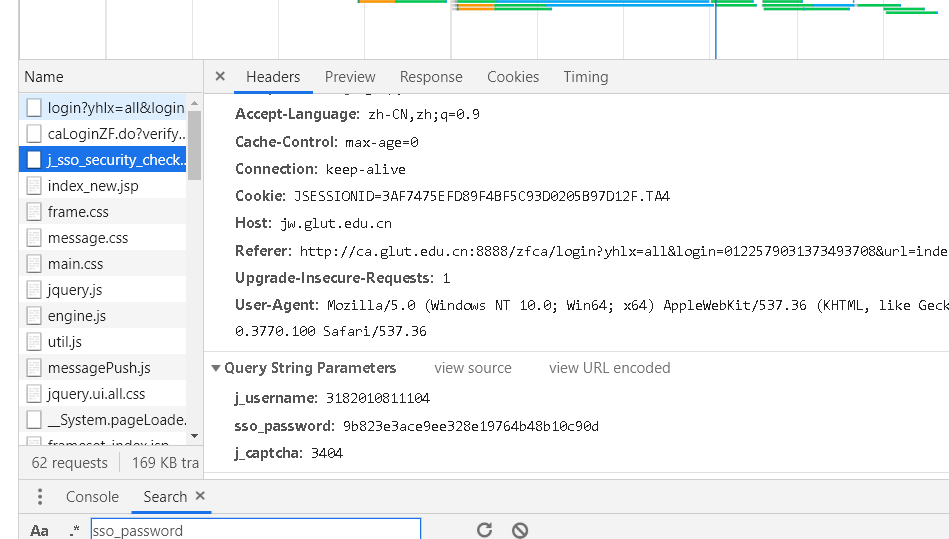 Name
login?yhlx=all&login
caLoginZF.do?verify..
j_sso_security_check..
index_new.jsp
frame.css
message.css
main.css
jquery.js
engine.js
util.js
messagePush.js
jquery.ui.all.css
__System.pageLoade.
frameset_index.jsp
62 requests 169 KB tra
× Headers Preview Response Cookies Timing
Accept-Language: zh-CN,zh;q=0.9
Cache-Control: max-age=0
Connection: keep-alive
Cookie: JSESSIONID=3AF7475EFD89F4BF5C93D0205B97D12F.TA4
Host: jw.glut.edu.cn
Referer: http://ca.glut.edu.cn:8888/zfca/login?yhlx=all&login=0122579031373493708&url=inde
Upgrade-Insecure-Requests: 1
User-Agent: Mozilla/5.0 (Windows NT 10.0; Win64; x64) AppleWebKit/537.36 (KHTML, like Geck
0.3770.100 Safari/537.36
Query String Parameters view source view URL encoded
j_username: 3182010811104
sso_password: 9b823e3ace9ee328e19764b48b10c90d
j_captcha: 3404
Console Search ×
Aa .* sso_password